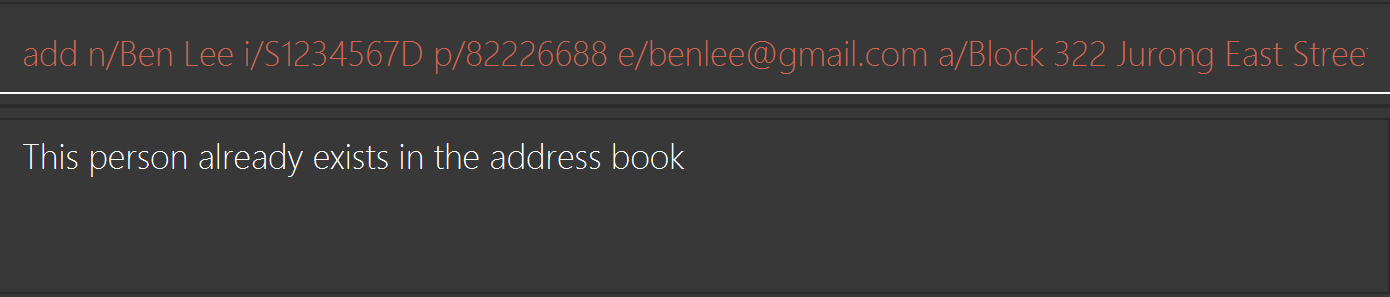 add n/Ben Lee i/S1234567D p/82226688 e/benlee@gmail.com a/Block 322 Jurong East Stree
This person already exists in the address book